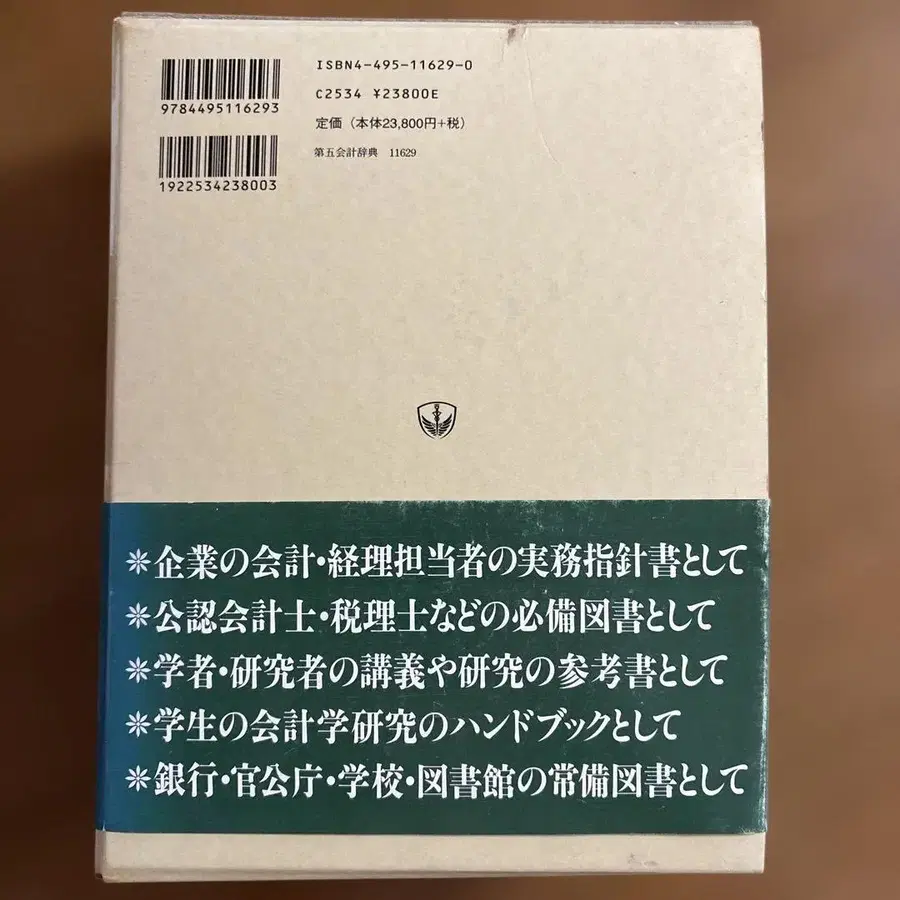 ISBN4-495-11629-0
C2534 ¥23800E
定価（本体23,800円+税）
第五会計辞典 11629
9784495116293
1922534238003
＊企業の会計・経理担当者の実務指針書として
＊公認会計士・税理士などの必備図書として
＊学者・研究者の講義や研究の参考書として
＊学生の会計学研究のハンドブックとして
＊銀行・官公庁・学校・図書館の常備図書として